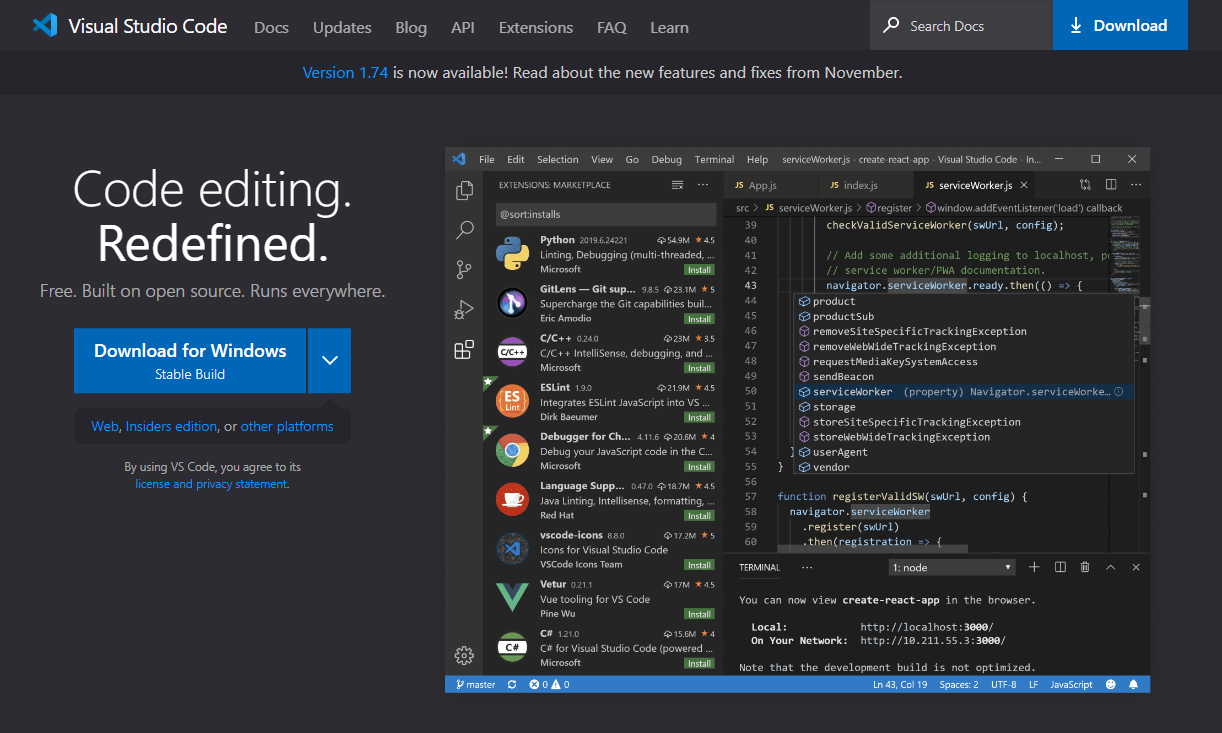 Visual Studio Code Docs Updates Blog API Extensions FAQ Learn Search Docs Download
Version 1.74 is now available! Read about the new features and fixes from November.
Code editing.
Redefined.
Free. Built on open source. Runs everywhere.
Download for Windows
Stable Build
Web, Insiders edition, or other platforms
By using VS Code, you agree to its
license and privacy statement.
File Edit Selection View Go Debug Terminal Help serviceWorker.js - create-react-app - Visual Studio Code - In...
EXTENSIONS: MARKETPLACE
@sort:installs
Python 2019.6.24221 54.9M 4.5
Linting, Debugging (multi-threaded, ...
Microsoft Install
GitLens — Git sup... 9.8.5 23.1M 5
Supercharge the Git capabilities buil...
Eric Amodio Install
C/C++ C/C++ 0.24.0 23M 3.5
C/C++ IntelliSense, debugging, and ...
Microsoft Install
ES Lint ESLint 1.9.0 21.9M 4.5
Integrates ESLint JavaScript into VS ...
Dirk Baeumer Install
Debugger for Ch... 4.11.6 20.6M 4
Debug your JavaScript code in the C...
Microsoft Install
Language Supp... 0.47.0 18.7M 4.5
Java Linting, Intellisense, formatting, ...
Red Hat Install
vscode-icons 8.8.0 17.2M 5
Icons for Visual Studio Code
VSCode Icons Team Install
Vetur 0.21.1 17M 4.5
Vue tooling for VS Code
Pine Wu Install
C# C# 1.21.0 15.6M 4
C# for Visual Studio Code (powered ...
Microsoft Install
JS App.js JS index.js JS serviceWorker.js
src > JS serviceWorker.js > register > window.addEventListener('load') callback
39 checkValidServiceWorker(swUrl, config);
40
41 // Add some additional logging to localhost, po
42 // service worker/PWA documentation.
43 navigator.serviceWorker.ready.then(() => {
44 product
45 productSub
46 removeSiteSpecificTrackingException
47 removeWebWideTrackingException
48 requestMediaKeySystemAccess
49 sendBeacon
50 serviceWorker (property) Navigator.serviceWorke...
51 storage
52 storeSiteSpecificTrackingException
53 storeWebWideTrackingException
54 } userAgent
55 } vendor
56
57 function registerValidSW(swUrl, config) {
58 navigator.serviceWorker
59 .register(swUrl)
60 .then(registration => {
TERMINAL ... 1: node
You can now view create-react-app in the browser.
Local: http://localhost:3000/
On Your Network: http://10.211.55.3:3000/
Note that the development build is not optimized.
master 0 0 Ln 43, Col 19 Spaces: 2 UTF-8 LF JavaScript